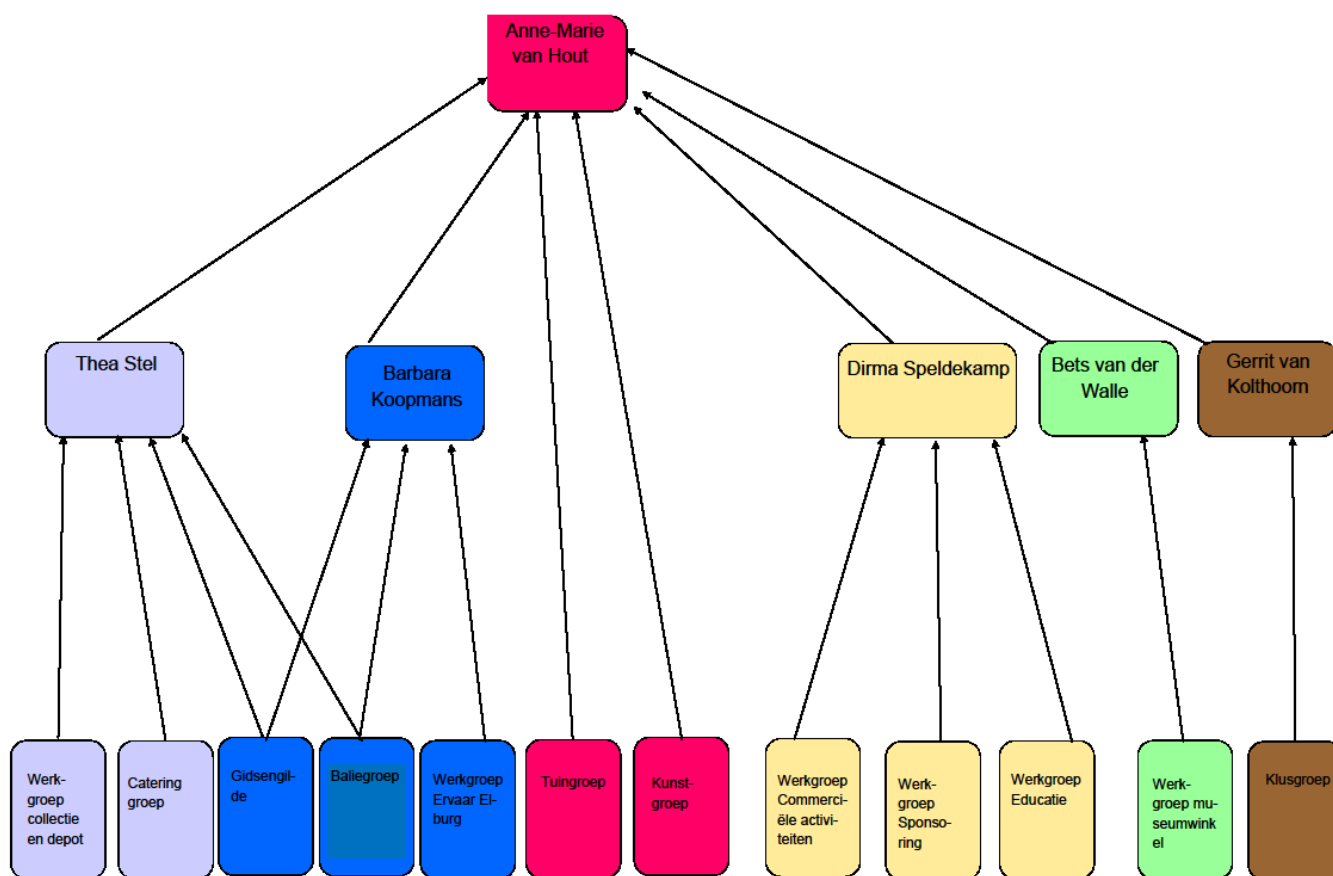 Anne-Marie
van Hout
Thea Stel
Barbara
Koopmans
Dirma Speldekamp
Bets van der
Walle
Gerrit van
Kolthoorn
Werk-
groep
collectie
en depot
Catering
groep
Gidsengil-
de
Baliegroep
Werkgroep
Ervaar El-
burg
Tuingroep
Kunst-
groep
Werkgroep
Commerci-
ële activi-
teiten
Werk-
groep
Sponso-
ring
Werkgroep
Educatie
Werk-
groep mu-
seumwink
el
Klusgroep